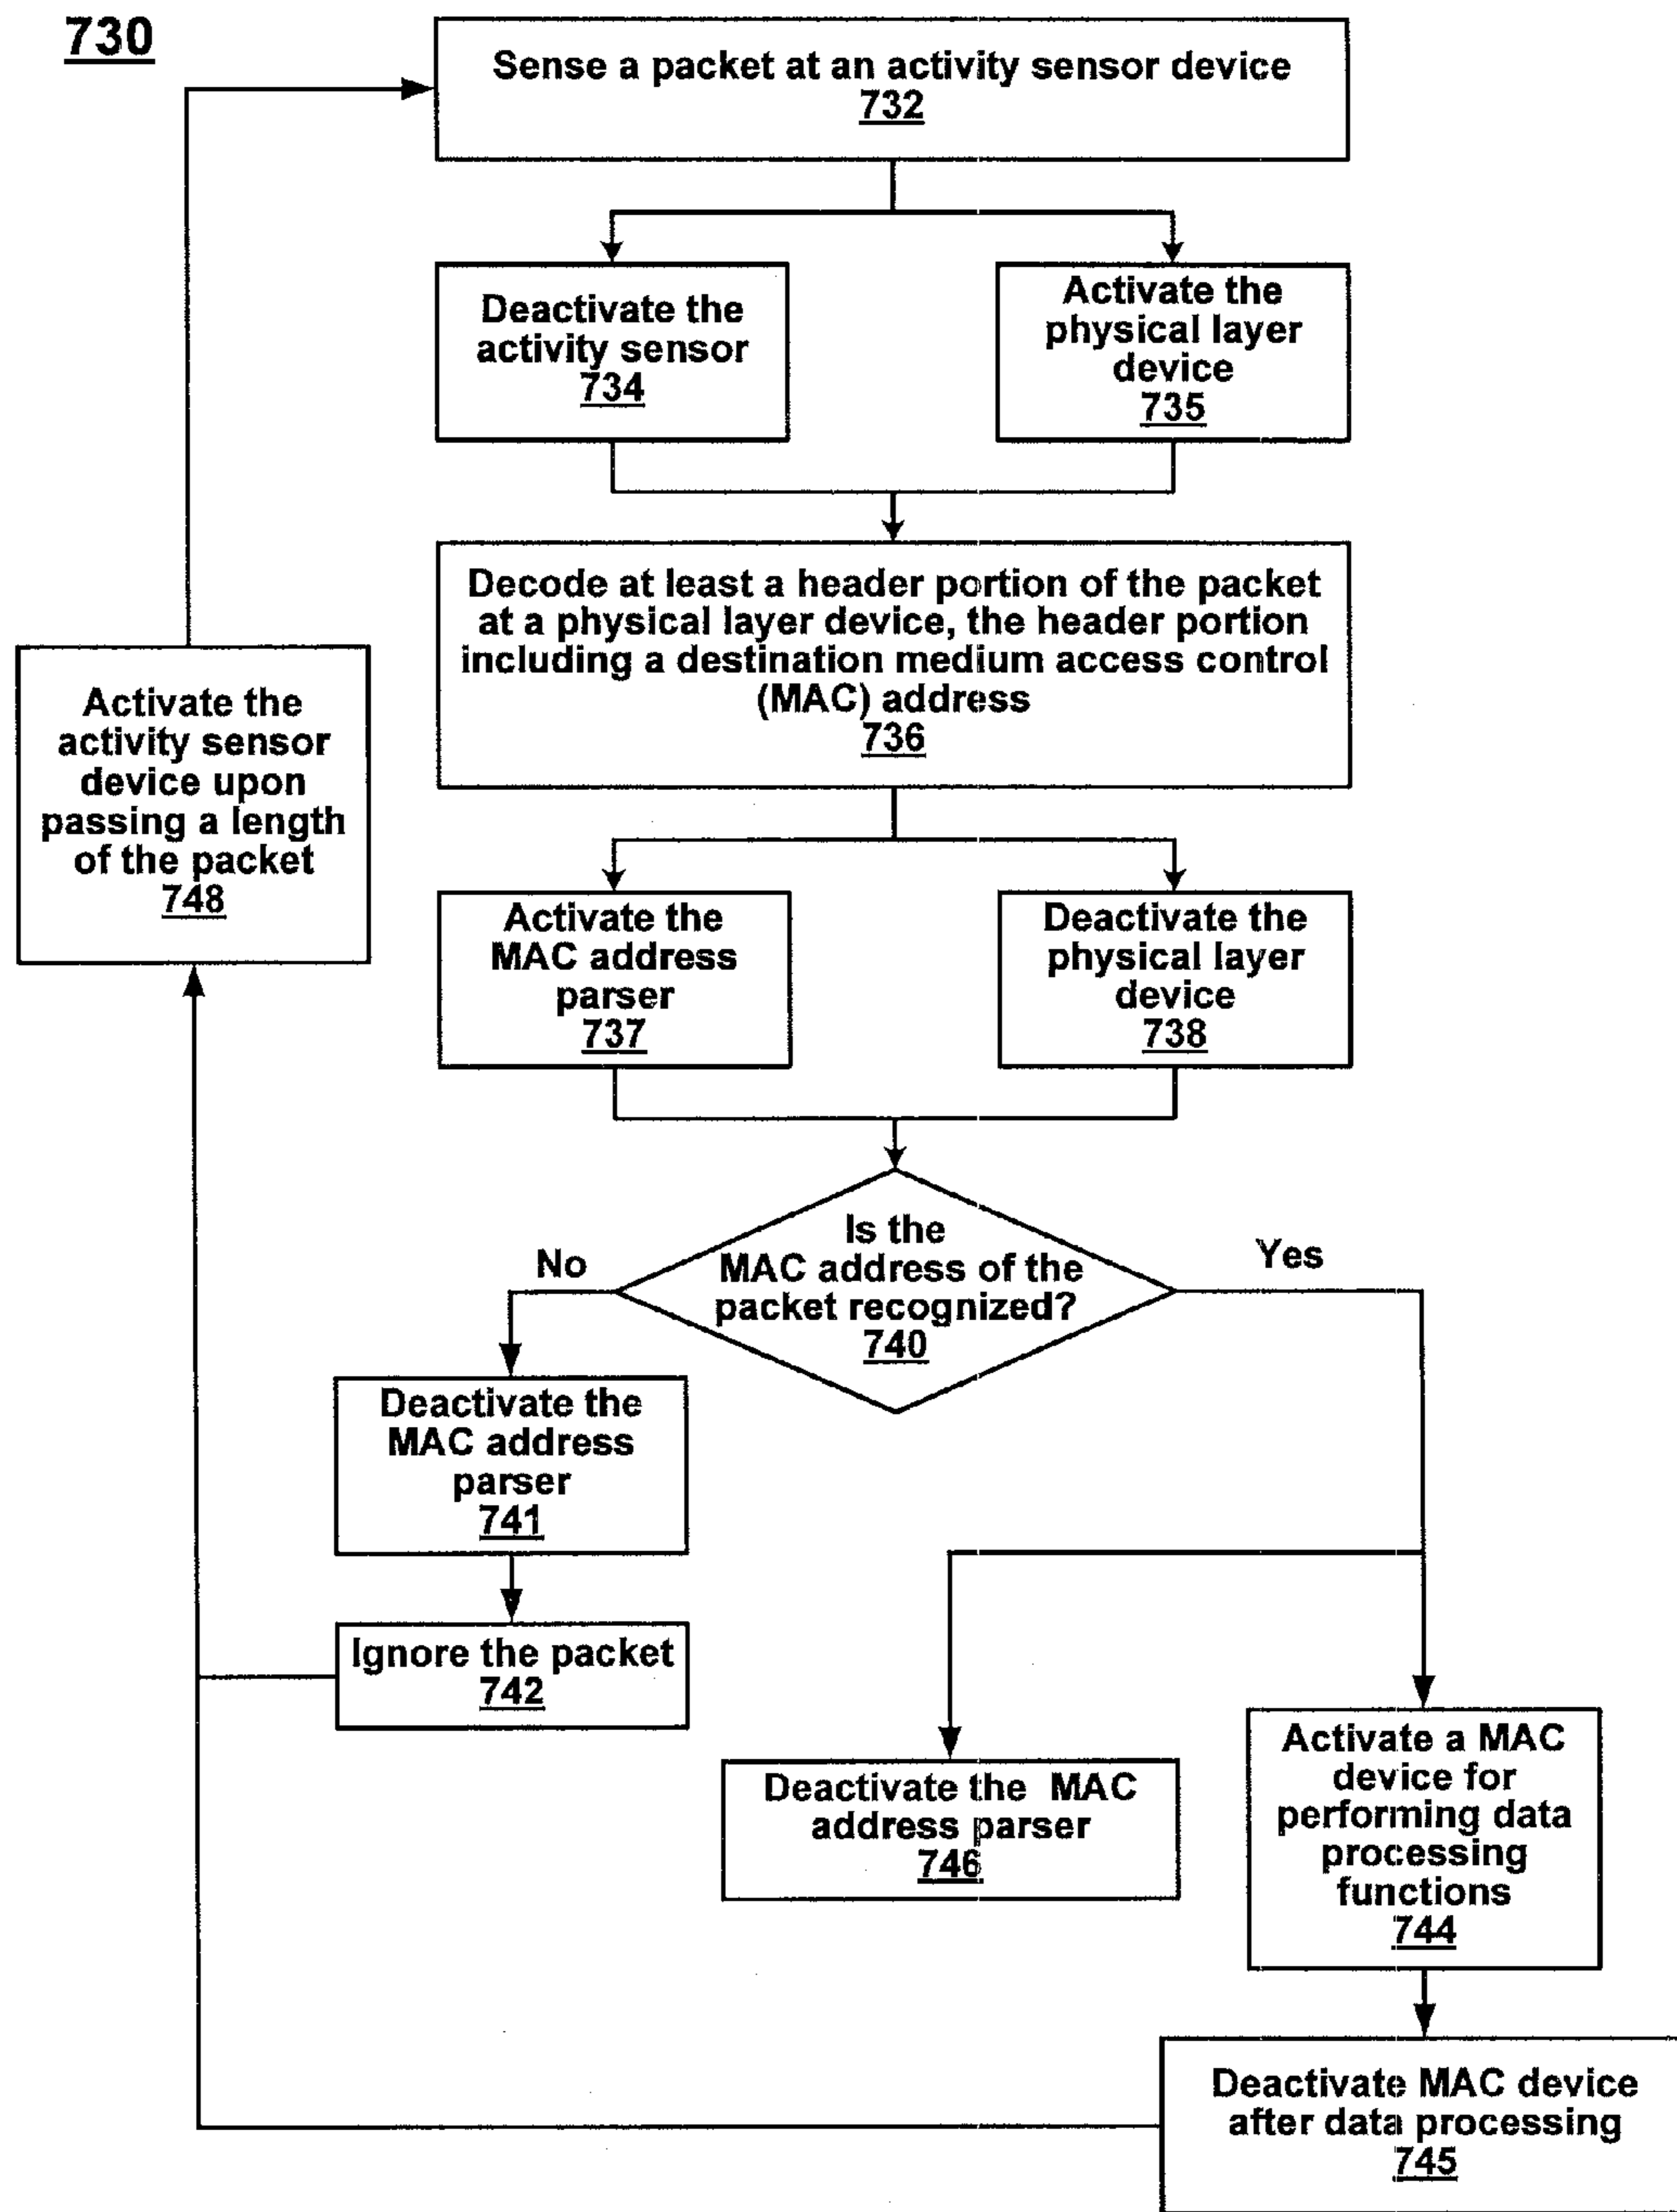 730
Sense a packet at an activity sensor device
732
Deactivate the
activity sensor
734
Activate the
physical layer
device
735
Decode at least a header portion of the packet
at a physical layer device, the header portion
including a destination medium access control
(MAC) address
736
Activate the
activity sensor
device upon
passing a length
of the packet
748
Activate the
MAC address
parser
737
Deactivate the
physical layer
device
738
Is the
MAC address of the
packet recognized?
740
No
Yes
Deactivate the
MAC address
parser
741
Ignore the packet
742
Deactivate the MAC
address parser
746
Activate a MAC
device for
performing data
processing
functions
744
Deactivate MAC device
after data processing
745